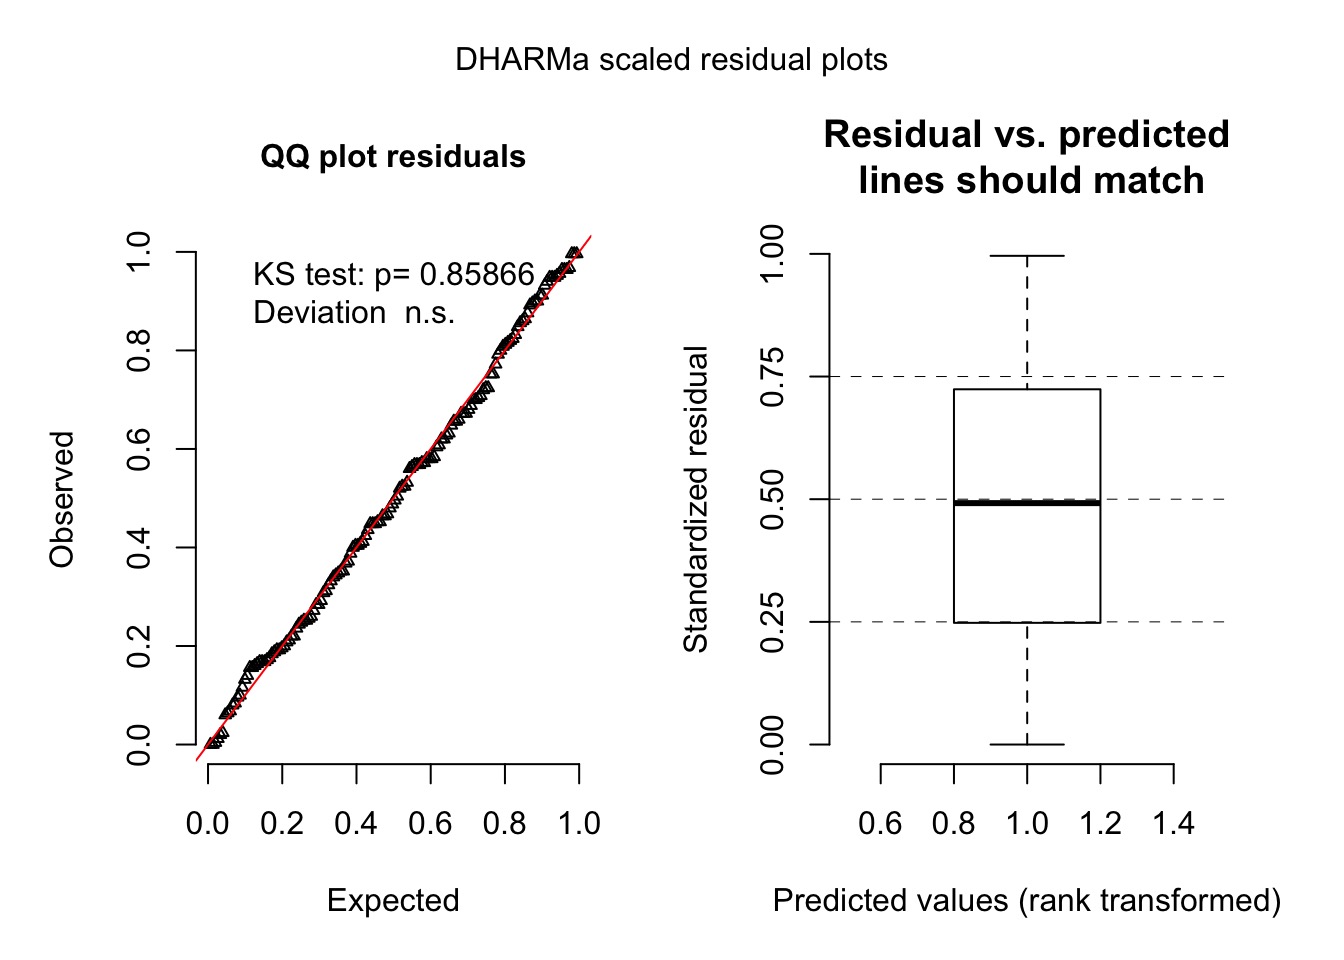 DHARMa scaled residual plots
QQ plot residuals
KS test: p= 0.85866
Deviation  n.s.
Observed
0.0 0.2 0.4 0.6 0.8 1.0
0.0 0.2 0.4 0.6 0.8 1.0
Expected
Residual vs. predicted
lines should match
Standardized residual
0.00 0.25 0.50 0.75 1.00
0.6 0.8 1.0 1.2 1.4
Predicted values (rank transformed)